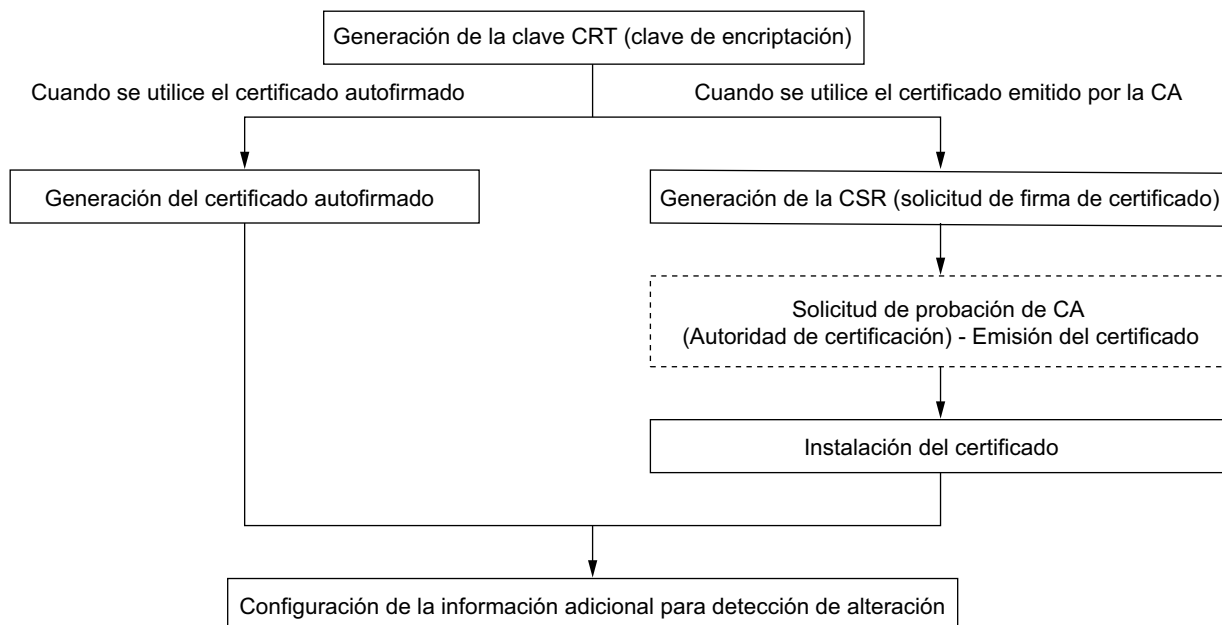 Generación de la clave CRT (clave de encriptación)
Cuando se utilice el certificado autofirmado
Cuando se utilice el certificado emitido por la CA
Generación del certificado autofirmado
Generación de la CSR (solicitud de firma de certificado)
Solicitud de probación de CA
(Autoridad de certificación) - Emisión del certificado
Instalación del certificado
Configuración de la información adicional para detección de alteración